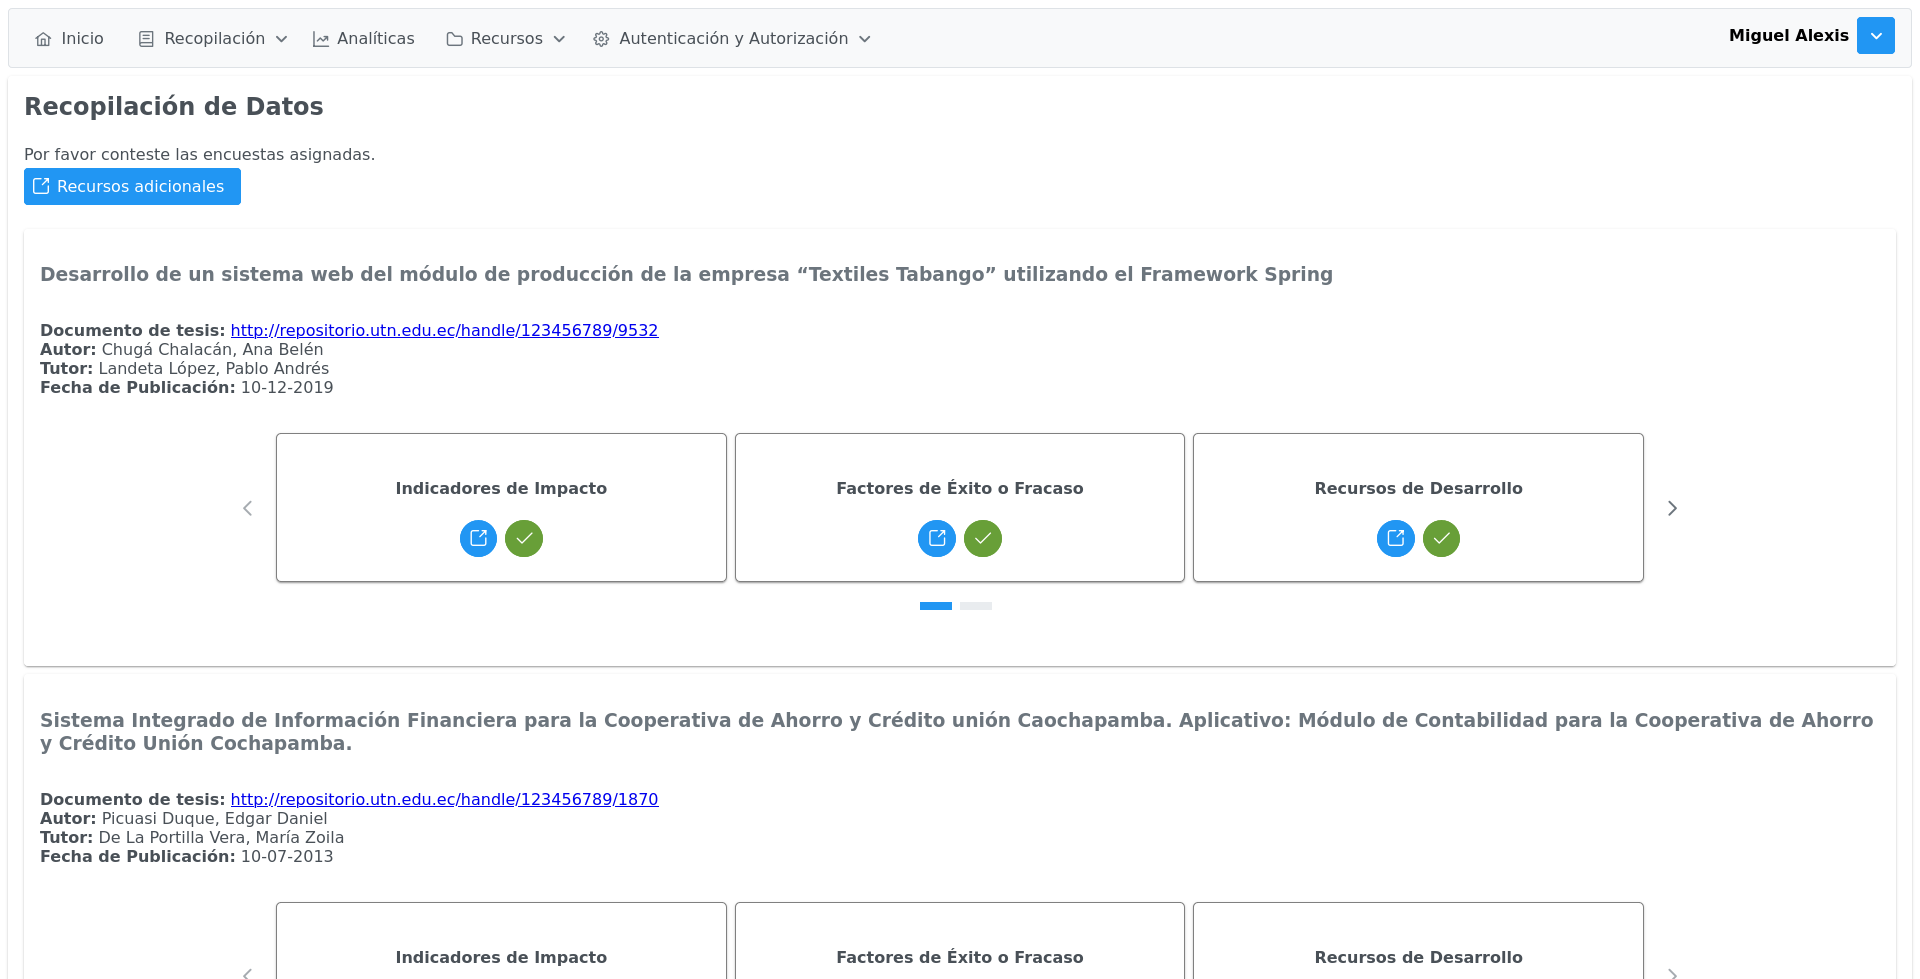 Inicio Recopilación Analíticas Recursos Autenticación y Autorización Miguel Alexis
Recopilación de Datos
Por favor conteste las encuestas asignadas.
Recursos adicionales
Desarrollo de un sistema web del módulo de producción de la empresa “Textiles Tabango” utilizando el Framework Spring
Documento de tesis: http://repositorio.utn.edu.ec/handle/123456789/9532
Autor: Chugá Chalacán, Ana Belén
Tutor: Landeta López, Pablo Andrés
Fecha de Publicación: 10-12-2019
Indicadores de Impacto Factores de Éxito o Fracaso Recursos de Desarrollo
Sistema Integrado de Información Financiera para la Cooperativa de Ahorro y Crédito unión Caochapamba. Aplicativo: Módulo de Contabilidad para la Cooperativa de Ahorro
y Crédito Unión Cochapamba.
Documento de tesis: http://repositorio.utn.edu.ec/handle/123456789/1870
Autor: Picuasi Duque, Edgar Daniel
Tutor: De La Portilla Vera, María Zoila
Fecha de Publicación: 10-07-2013
Indicadores de Impacto Factores de Éxito o Fracaso Recursos de Desarrollo